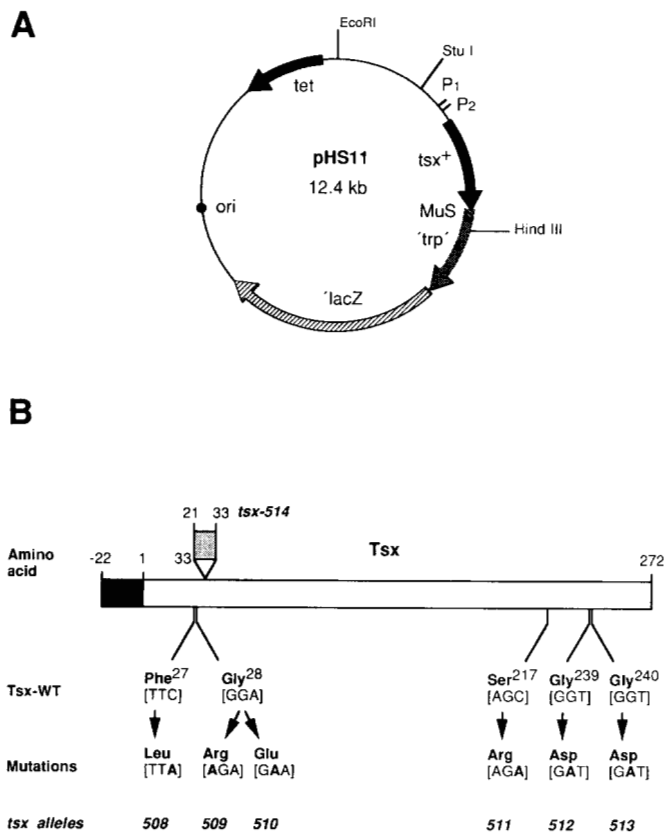 A
EcoRI
Stu I
P1
P2
tet
pHS11
12.4 kb
tsx+
ori
MuS
´trp´
Hind III
´lacZ
B
21 33 tsx-514
Amino acid
-22 1 33 Tsx 272
Tsx-WT
Phe27 Gly28 Ser217 Gly239 Gly240
[TTC] [GGA] [AGC] [GGT] [GGT]
Mutations
Leu Arg Glu Arg Asp Asp
[TTA] [AGA] [GAA] [AGA] [GAT] [GAT]
tsx alleles 508 509 510 511 512 513